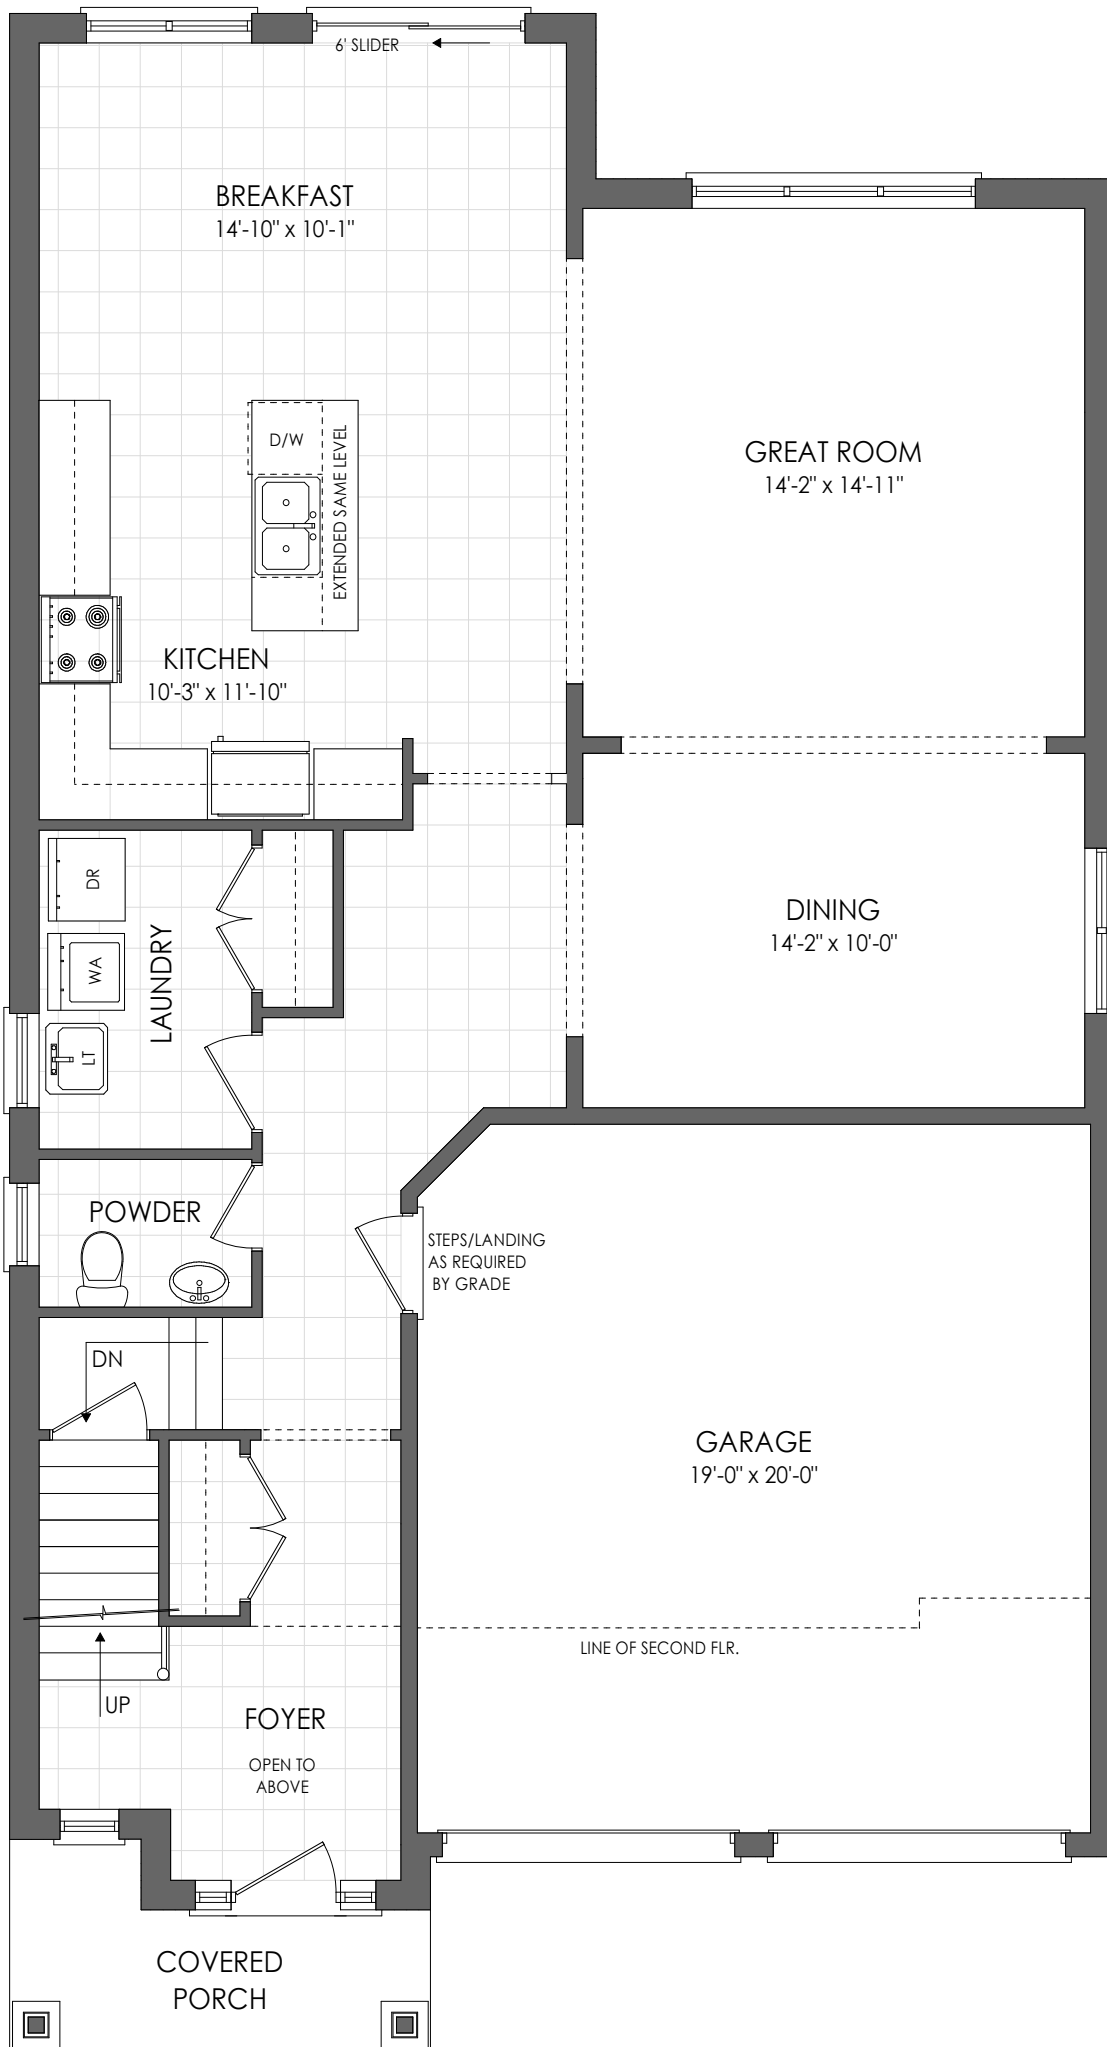 6' SLIDER
BREAKFAST
14'-10" x 10'-1"
GREAT ROOM
14'-2" x 14'-11"
D/W
EXTENDED SAME LEVEL
KITCHEN
10'-3" x 11'-10"
DR
WA
LT
LAUNDRY
DINING
14'-2" x 10'-0"
POWDER
STEPS/LANDING
AS REQUIRED
BY GRADE
DN
GARAGE
19'-0" x 20'-0"
LINE OF SECOND FLR.
UP
FOYER
OPEN TO
ABOVE
COVERED
PORCH